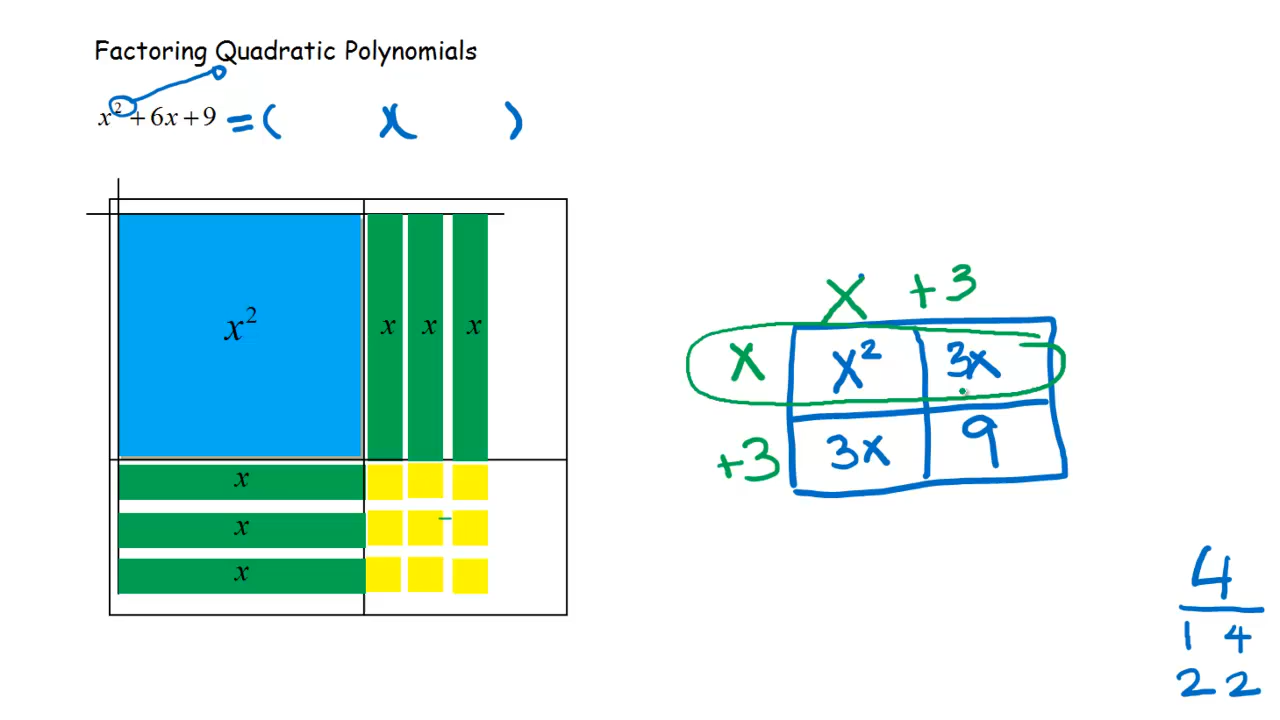 Factoring Quadratic Polynomials
x² + 6x + 9 = ( x )
x²
x x x
x
x
x
x +3
x x² 3x
+3 3x 9
4
1 4
2 2